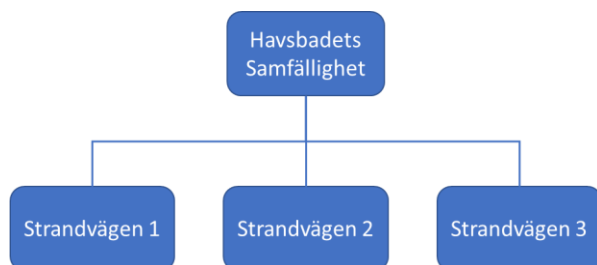 Havsbadets
Samfällighet
Strandvägen 1
Strandvägen 2
Strandvägen 3